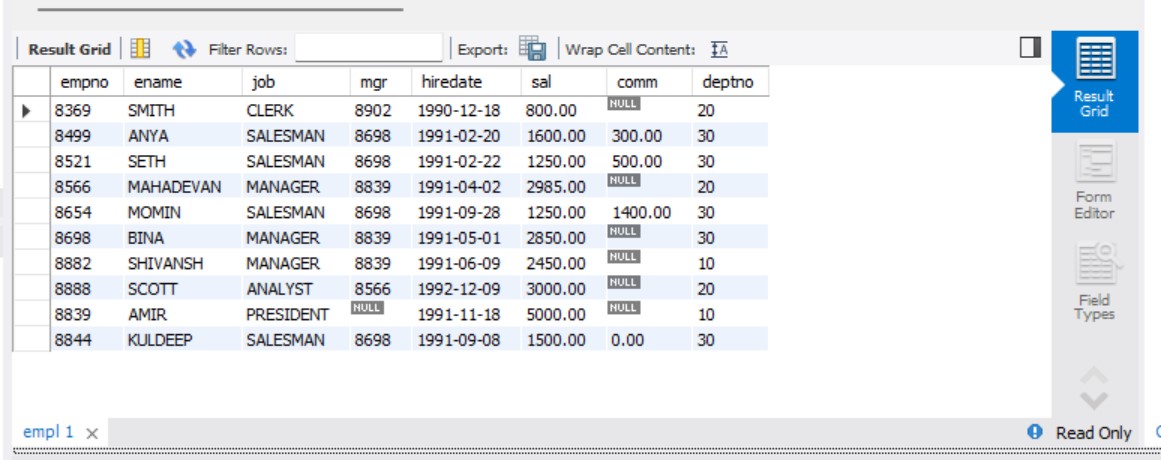 Result Grid Filter Rows: Export: Wrap Cell Content: IA
empno ename job mgr hiredate sal comm deptno
8369 SMITH CLERK 8902 1990-12-18 800.00 NULL 20
8499 ANYA SALESMAN 8698 1991-02-20 1600.00 300.00 30
8521 SETH SALESMAN 8698 1991-02-22 1250.00 500.00 30
8566 MAHADEVAN MANAGER 8839 1991-04-02 2985.00 NULL 20
8654 MOMIN SALESMAN 8698 1991-09-28 1250.00 1400.00 30
8698 BINA MANAGER 8839 1991-05-01 2850.00 NULL 30
8882 SHIVANSH MANAGER 8839 1991-06-09 2450.00 NULL 10
8888 SCOTT ANALYST 8566 1992-12-09 3000.00 NULL 20
8839 AMIR PRESIDENT NULL 1991-11-18 5000.00 NULL 10
8844 KULDEEP SALESMAN 8698 1991-09-08 1500.00 0.00 30
Result
Grid
Form
Editor
Field
Types
empl 1 Read Only